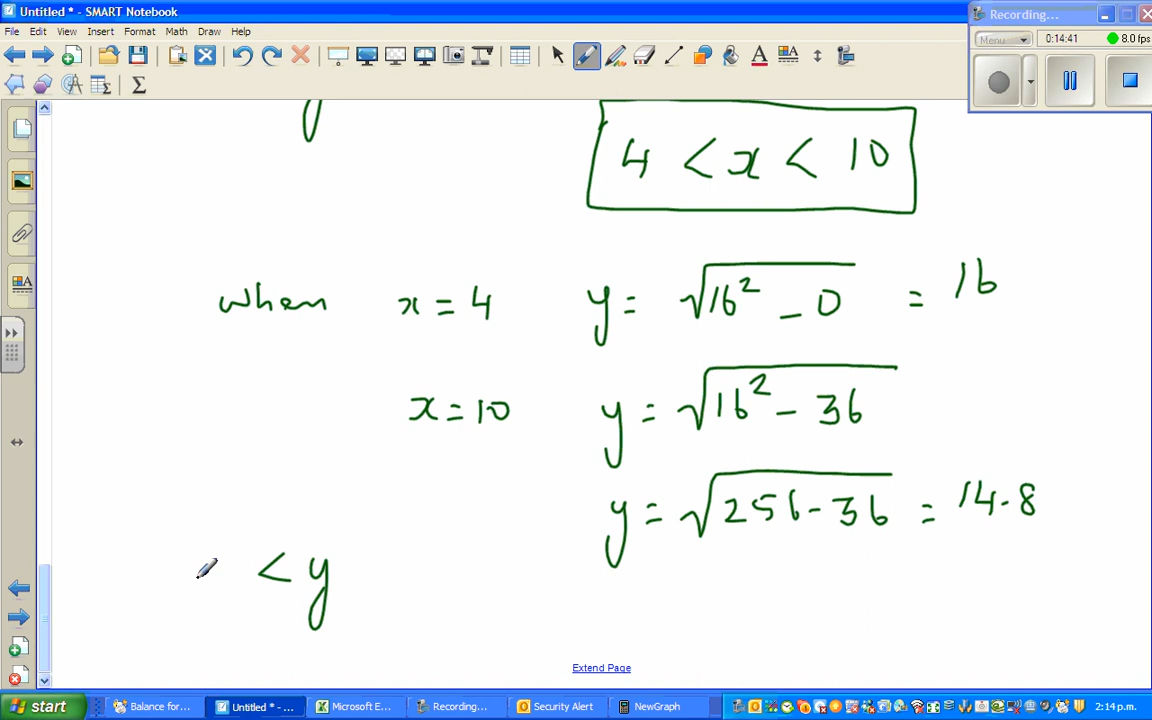 Untitled * - SMART Notebook
Recording...
File Edit View Insert Format Math Draw Help
Menu 0:14:41 8.0 fps
4 < x < 10
when x = 4 y = √16² - 0 = 16
x = 10 y = √16² - 36
y = √256 - 36 = 14.8
< y
Extend Page
start Balance for... Untitled * - ... Microsoft E... Recording... Security Alert NewGraph 2:14 p.m.